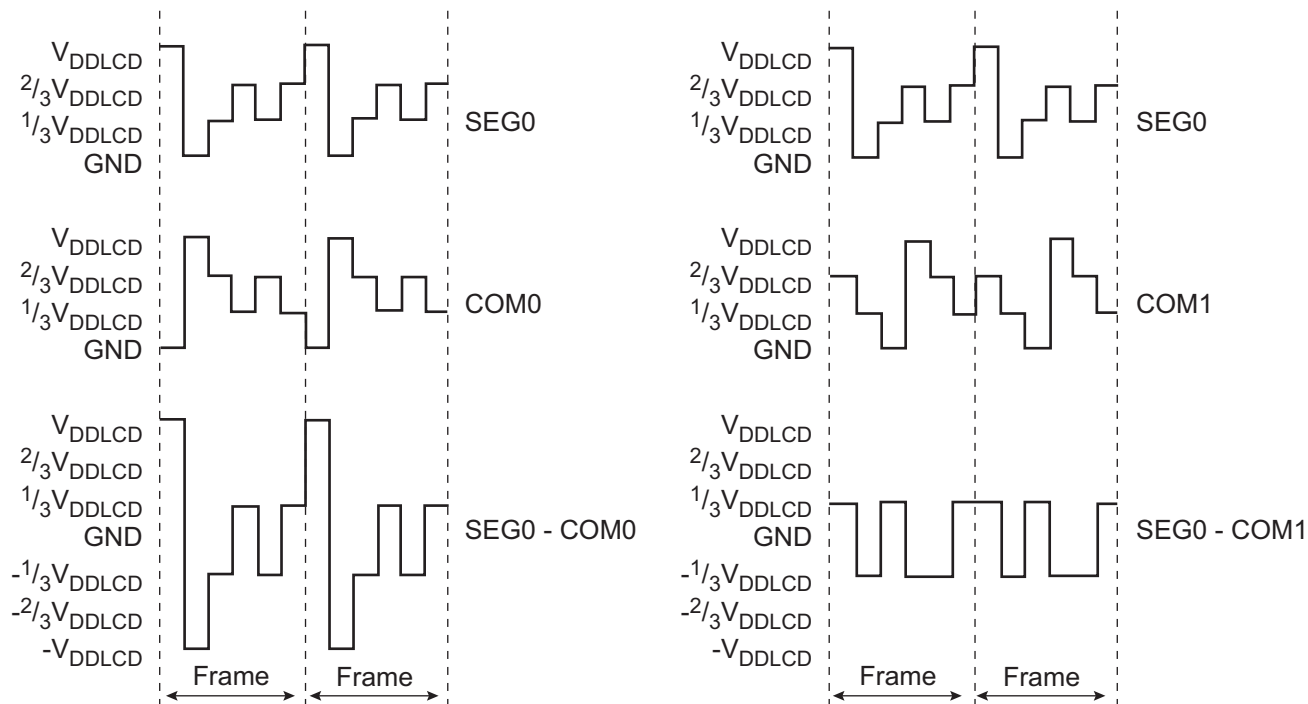 V_DDLCD
²/₃V_DDLCD
¹/₃V_DDLCD
GND
SEG0
V_DDLCD
²/₃V_DDLCD
¹/₃V_DDLCD
GND
COM0
V_DDLCD
²/₃V_DDLCD
¹/₃V_DDLCD
GND
-¹/₃V_DDLCD
-²/₃V_DDLCD
-V_DDLCD
SEG0 - COM0
Frame
Frame
V_DDLCD
²/₃V_DDLCD
¹/₃V_DDLCD
GND
SEG0
V_DDLCD
²/₃V_DDLCD
¹/₃V_DDLCD
GND
COM1
V_DDLCD
²/₃V_DDLCD
¹/₃V_DDLCD
GND
-¹/₃V_DDLCD
-²/₃V_DDLCD
-V_DDLCD
SEG0 - COM1
Frame
Frame